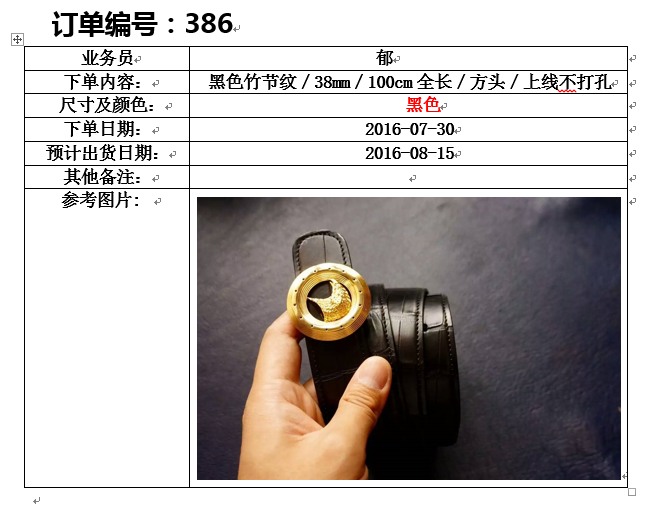 订单编号：386
业务员 郁
下单内容： 黑色竹节纹 / 38mm / 100cm 全长 / 方头 / 上线不打孔
尺寸及颜色： 黑色
下单日期： 2016-07-30
预计出货日期： 2016-08-15
其他备注：
参考图片：